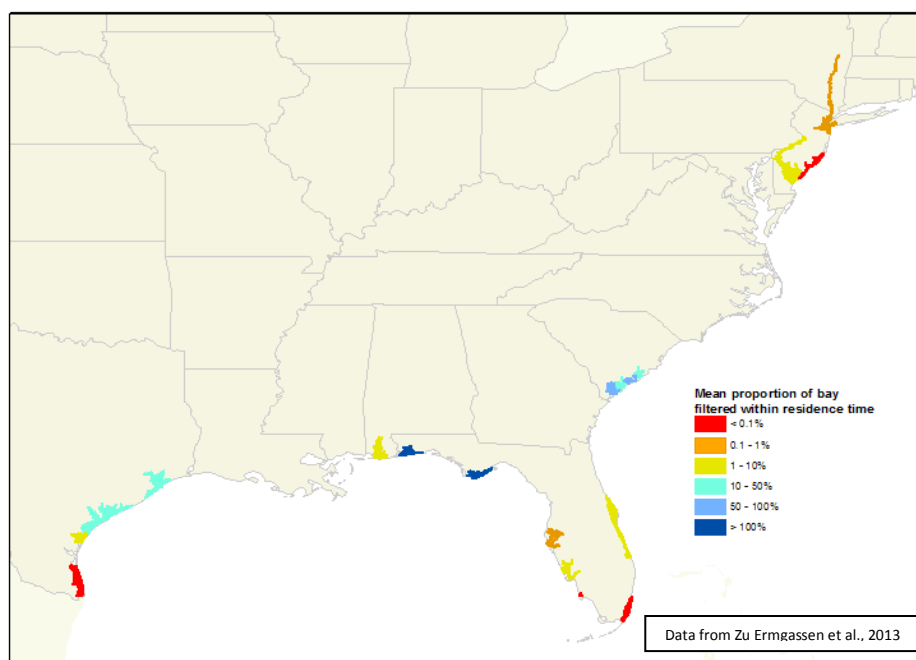 Mean proportion of bay
filtered within residence time
< 0.1%
0.1 - 1%
1 - 10%
10 - 50%
50 - 100%
> 100%
Data from Zu Ermgassen et al., 2013